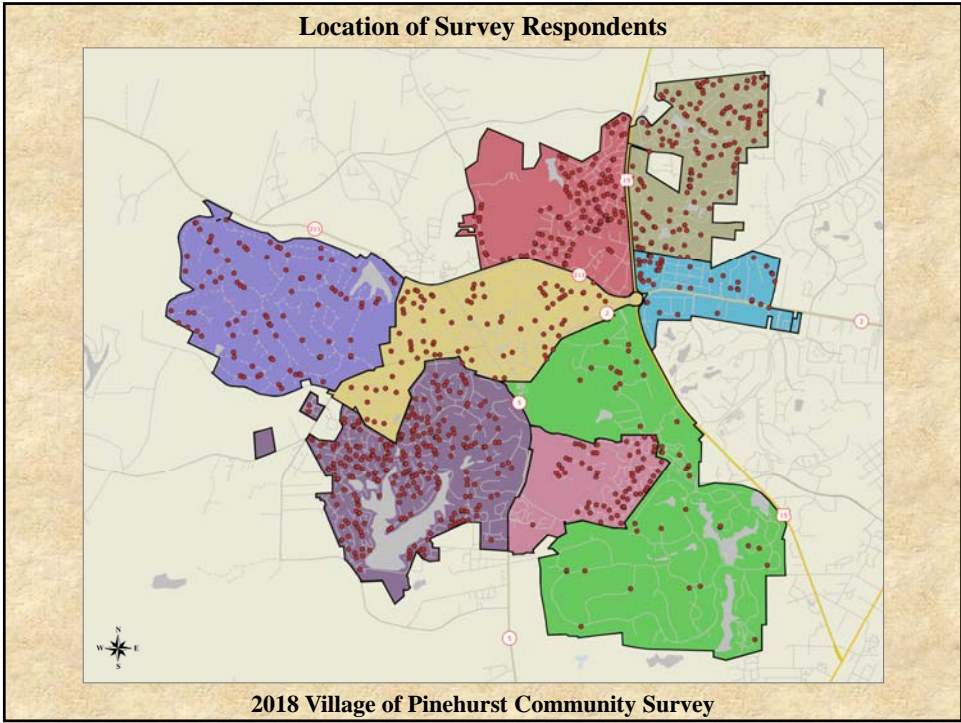 Location of Survey Respondents
15
211
211
2
2
5
15
N
W E
S
5
2018 Village of Pinehurst Community Survey